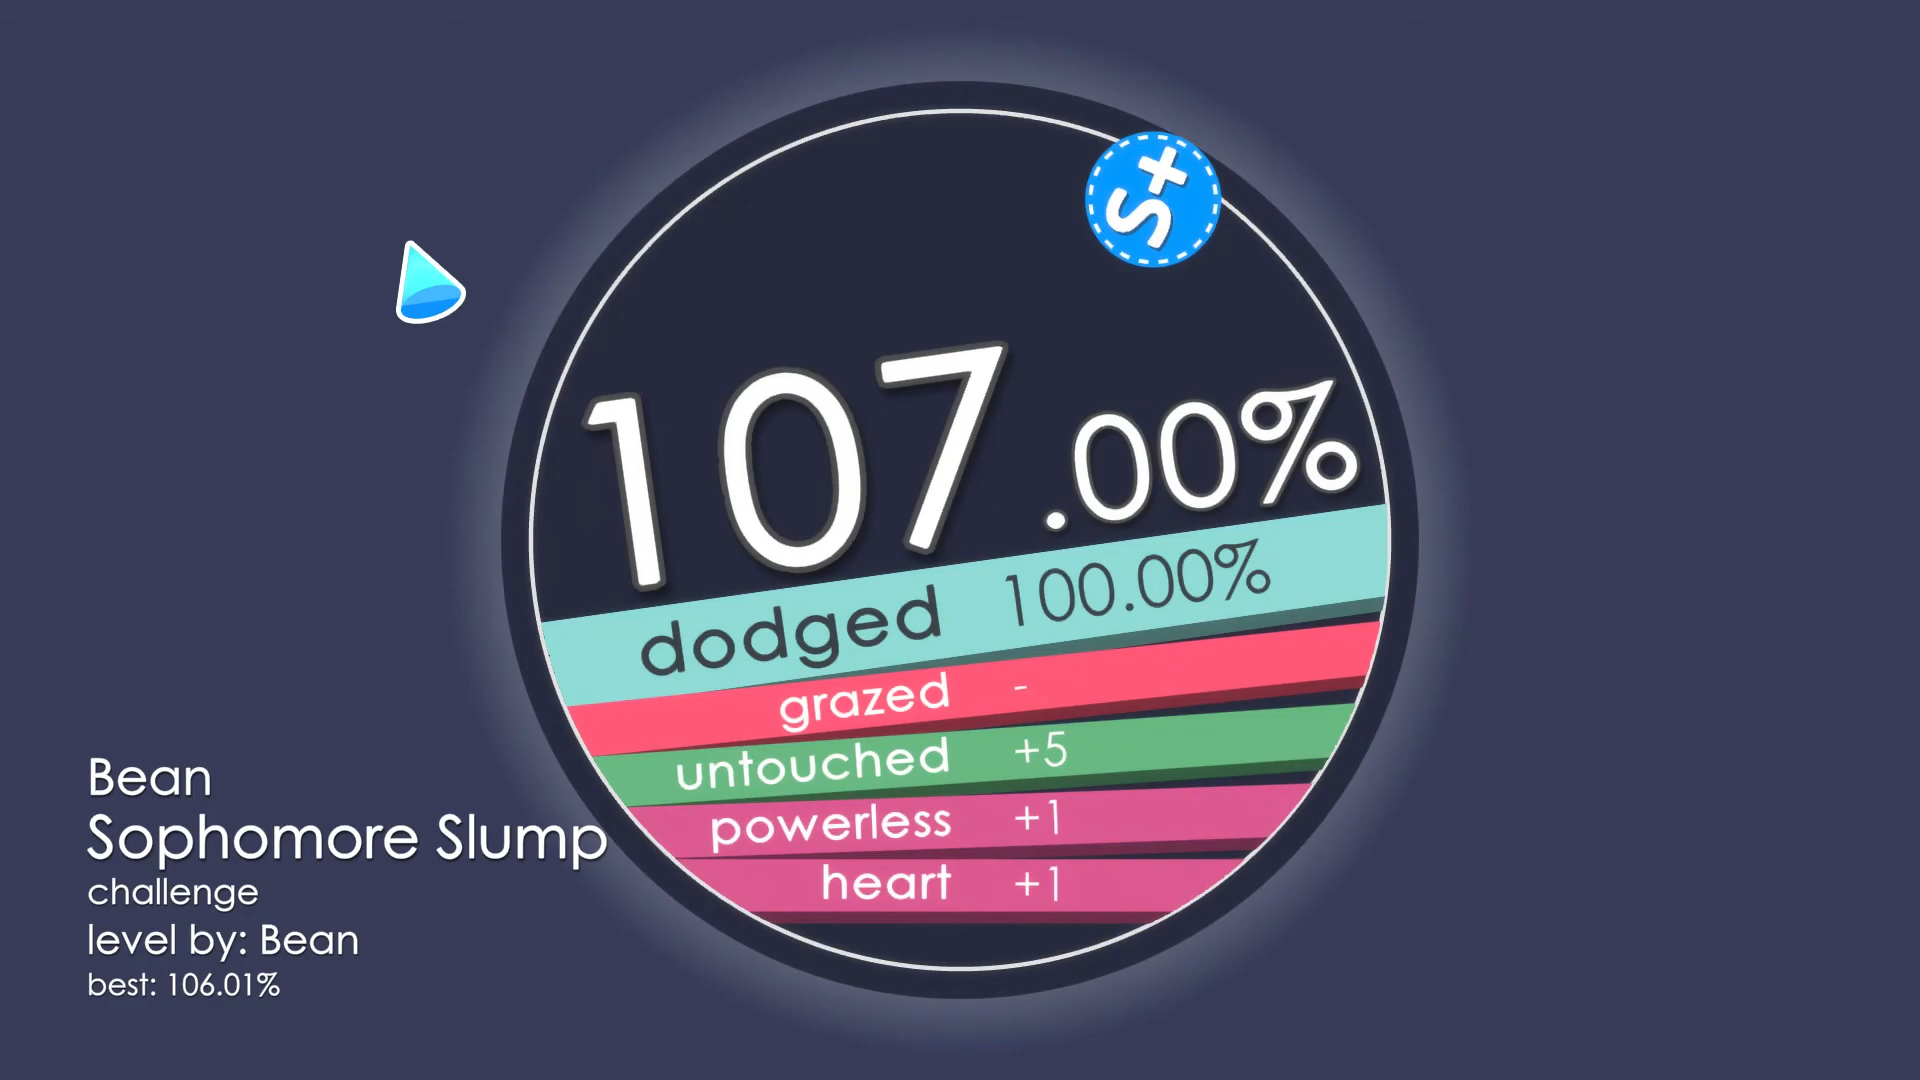 S+
107.00%
dodged 100.00%
grazed -
untouched +5
powerless +1
heart +1
Bean
Sophomore Slump
challenge
level by: Bean
best: 106.01%